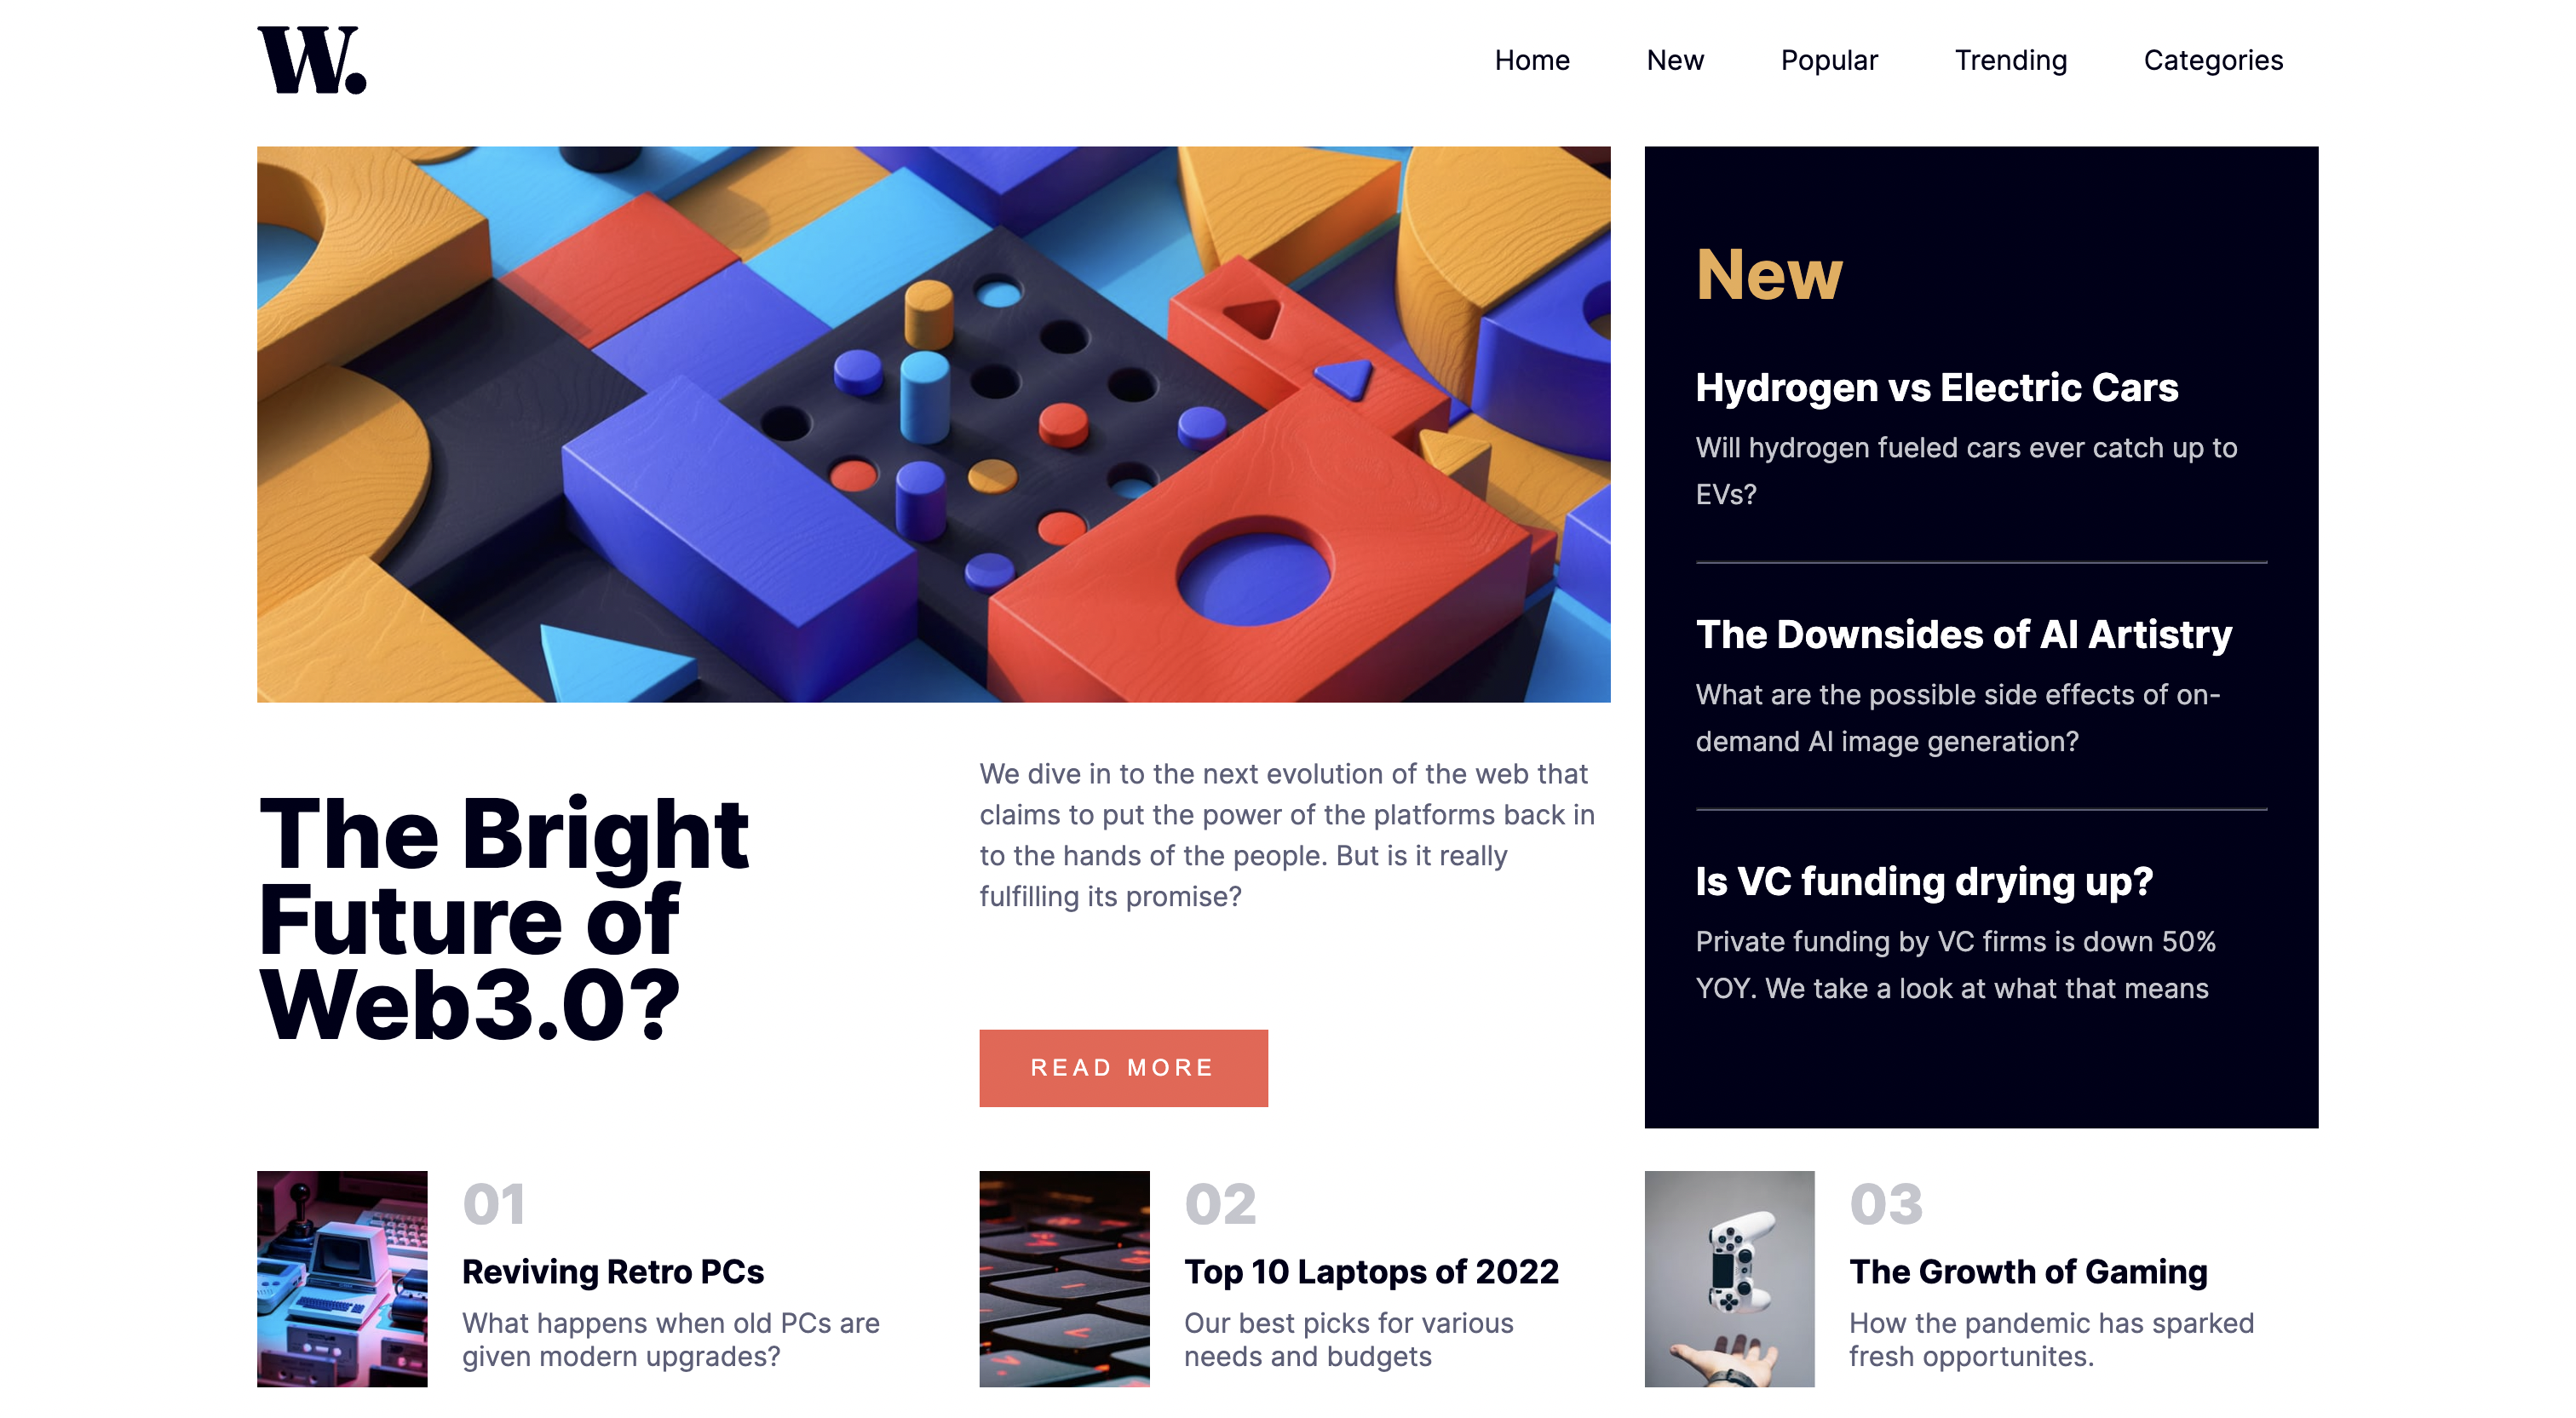 W.
Home New Popular Trending Categories
The Bright
Future of
Web3.0?
We dive in to the next evolution of the web that
claims to put the power of the platforms back in
to the hands of the people. But is it really
fulfilling its promise?
READ MORE
New
Hydrogen vs Electric Cars
Will hydrogen fueled cars ever catch up to
EVs?
The Downsides of AI Artistry
What are the possible side effects of on-
demand AI image generation?
Is VC funding drying up?
Private funding by VC firms is down 50%
YOY. We take a look at what that means
01
Reviving Retro PCs
What happens when old PCs are
given modern upgrades?
02
Top 10 Laptops of 2022
Our best picks for various
needs and budgets
03
The Growth of Gaming
How the pandemic has sparked
fresh opportunites.